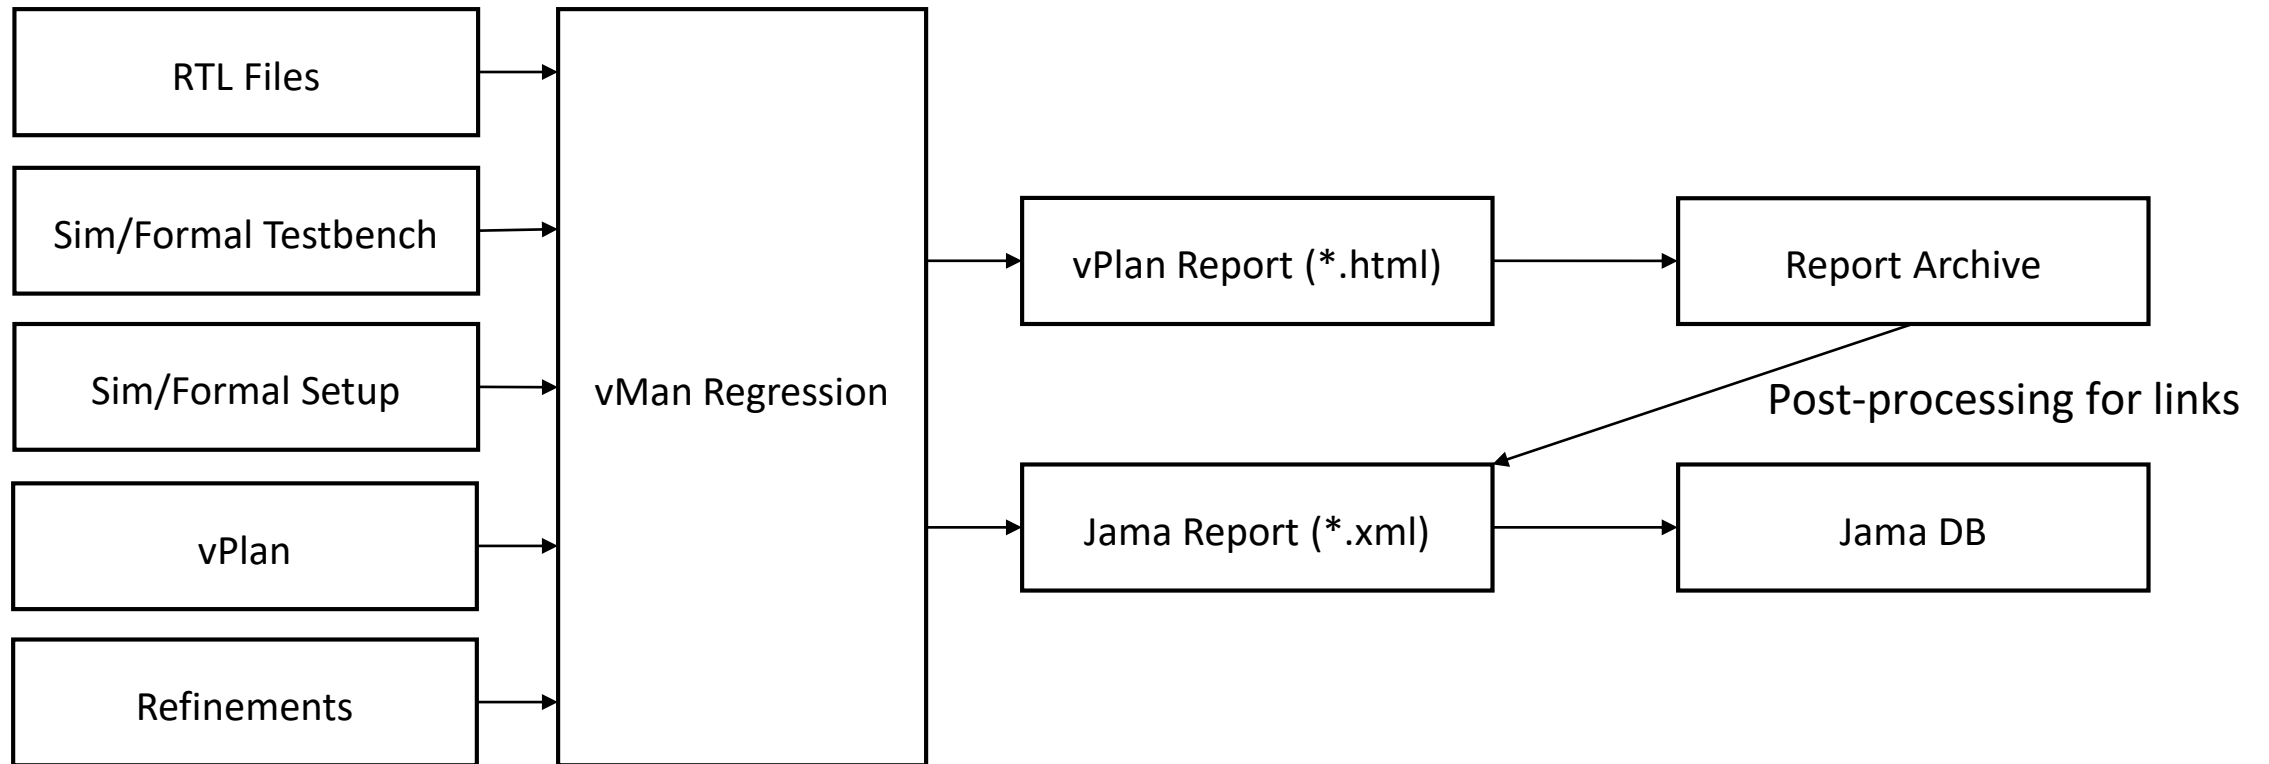 RTL Files
Sim/Formal Testbench
Sim/Formal Setup
vPlan
Refinements
vMan Regression
vPlan Report (*.html)
Report Archive
Post-processing for links
Jama Report (*.xml)
Jama DB